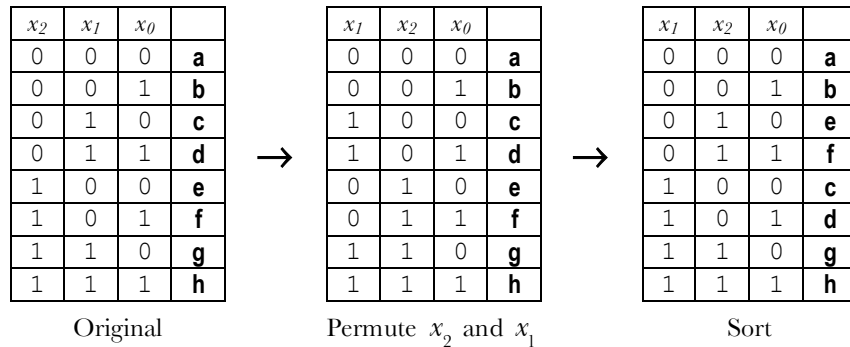 x₂ x₁ x₀ x₁ x₂ x₀ x₁ x₂ x₀
0 0 0 a 0 0 0 a 0 0 0 a
0 0 1 b 0 0 1 b 0 0 1 b
0 1 0 c 1 0 0 c 0 1 0 e
0 1 1 d → 1 0 1 d → 0 1 1 f
1 0 0 e 0 1 0 e 1 0 0 c
1 0 1 f 0 1 1 f 1 0 1 d
1 1 0 g 1 1 0 g 1 1 0 g
1 1 1 h 1 1 1 h 1 1 1 h
Original Permute x₂ and x₁ Sort